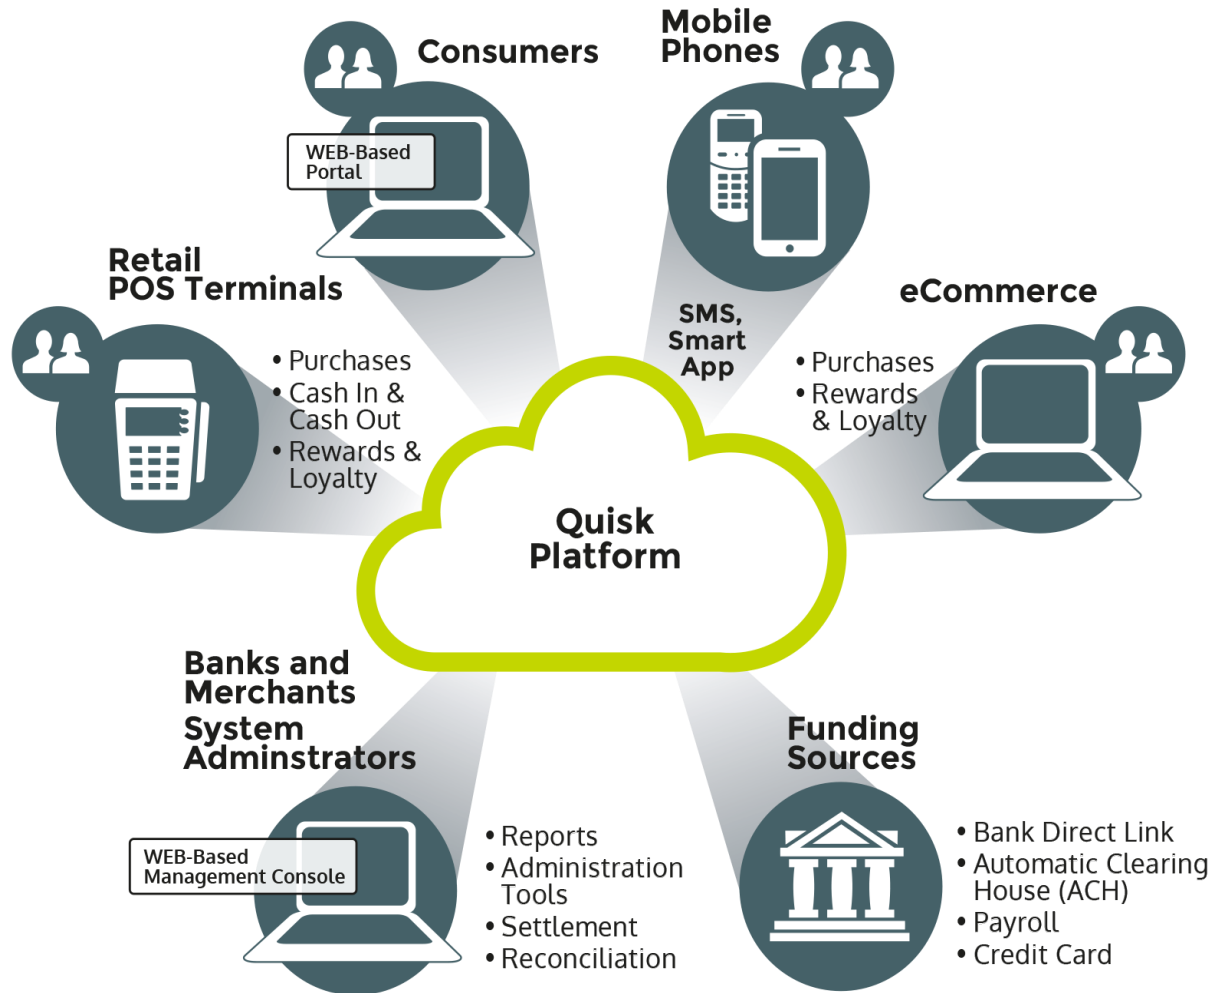 Consumers
WEB-Based
Portal
Mobile
Phones
SMS,
Smart
App
Retail
POS Terminals
• Purchases
• Cash In &
Cash Out
• Rewards &
Loyalty
eCommerce
• Purchases
• Rewards
& Loyalty
Quisk
Platform
Banks and
Merchants
System
Adminstrators
WEB-Based
Management Console
• Reports
• Administration
Tools
• Settlement
• Reconciliation
Funding
Sources
• Bank Direct Link
• Automatic Clearing
House (ACH)
• Payroll
• Credit Card